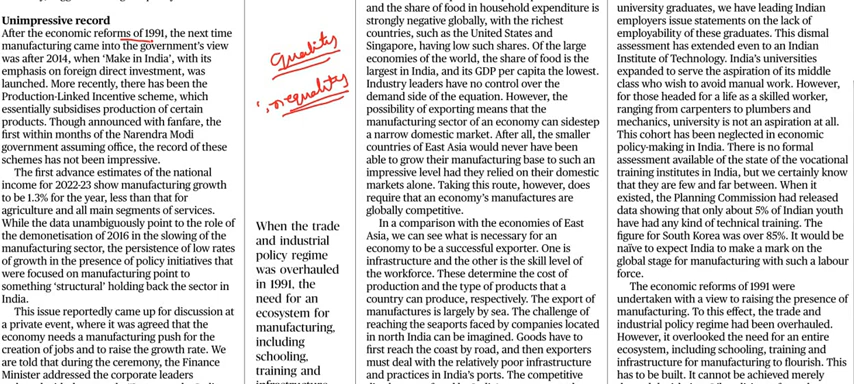 Unimpressive record
After the economic reforms of 1991, the next time
manufacturing came into the government's view
was after 2014, when 'Make in India', with its
emphasis on foreign direct investment, was
launched. More recently, there has been the
Production-Linked Incentive scheme, which
essentially subsidises production of certain
products. Though announced with fanfare, the
first within months of the Narendra Modi
government assuming office, the record of these
schemes has not been impressive.
The first advance estimates of the national
income for 2022-23 show manufacturing growth
to be 1.3% for the year, less than that for
agriculture and all main segments of services.
While the data unambiguously point to the role of
the demonetisation of 2016 in the slowing of the
manufacturing sector, the persistence of low rates
of growth in the presence of policy initiatives that
were focused on manufacturing point to
something 'structural' holding back the sector in
India.
This issue reportedly came up for discussion at
a private event, where it was agreed that the
economy needs a manufacturing push for the
creation of jobs and to raise the growth rate. We
are told that during the ceremony, the Finance
Minister addressed the corporate leaders
Quality
inequality
When the trade
and industrial
policy regime
was overhauled
in 1991, the
need for an
ecosystem for
manufacturing,
including
schooling,
training and
infrastructure
and the share of food in household expenditure is
strongly negative globally, with the richest
countries, such as the United States and
Singapore, having low such shares. Of the large
economies of the world, the share of food is the
largest in India, and its GDP per capita the lowest.
Industry leaders have no control over the
demand side of the equation. However, the
possibility of exporting means that the
manufacturing sector of an economy can sidestep
a narrow domestic market. After all, the smaller
countries of East Asia would never have been
able to grow their manufacturing base to such an
impressive level had they relied on their domestic
markets alone. Taking this route, however, does
require that an economy's manufactures are
globally competitive.
In a comparison with the economies of East
Asia, we can see what is necessary for an
economy to be a successful exporter. One is
infrastructure and the other is the skill level of
the workforce. These determine the cost of
production and the type of products that a
country can produce, respectively. The export of
manufactures is largely by sea. The challenge of
reaching the seaports faced by companies located
in north India can be imagined. Goods have to
first reach the coast by road, and then exporters
must deal with the relatively poor infrastructure
and practices in India's ports. The competitive
university graduates, we have leading Indian
employers issue statements on the lack of
employability of these graduates. This dismal
assessment has extended even to an Indian
Institute of Technology. India's universities
expanded to serve the aspiration of its middle
class who wish to avoid manual work. However,
for those headed for a life as a skilled worker,
ranging from carpenters to plumbers and
mechanics, university is not an aspiration at all.
This cohort has been neglected in economic
policy-making in India. There is no formal
assessment available of the state of the vocational
training institutes in India, but we certainly know
that they are few and far between. When it
existed, the Planning Commission had released
data showing that only about 5% of Indian youth
have had any kind of technical training. The
figure for South Korea was over 85%. It would be
naïve to expect India to make a mark on the
global stage for manufacturing with such a labour
force.
The economic reforms of 1991 were
undertaken with a view to raising the presence of
manufacturing. To this effect, the trade and
industrial policy regime had been overhauled.
However, it overlooked the need for an entire
ecosystem, including schooling, training and
infrastructure for manufacturing to flourish. This
has to be built. It cannot be achieved merely